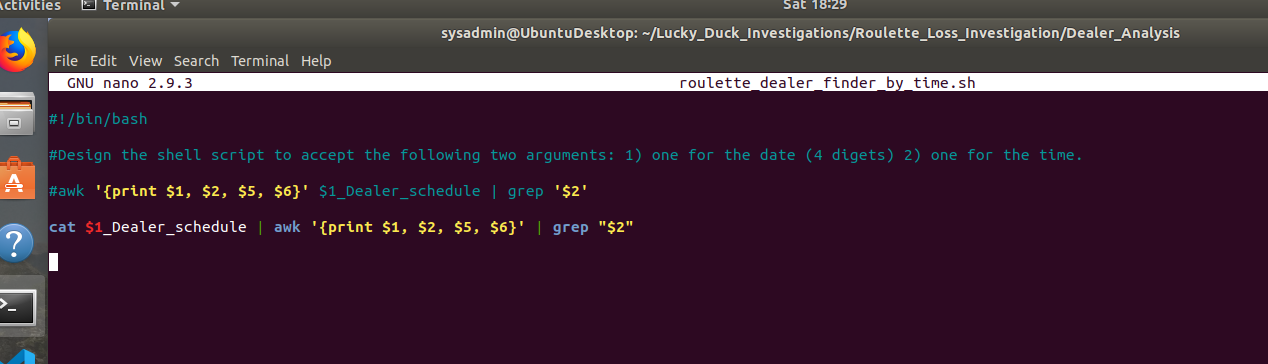 Activities Terminal Sat 18:29
sysadmin@UbuntuDesktop: ~/Lucky_Duck_Investigations/Roulette_Loss_Investigation/Dealer_Analysis
File Edit View Search Terminal Help
GNU nano 2.9.3 roulette_dealer_finder_by_time.sh
#!/bin/bash
#Design the shell script to accept the following two arguments: 1) one for the date (4 digets) 2) one for the time.
#awk '{print $1, $2, $5, $6}' $1_Dealer_schedule | grep '$2'
cat $1_Dealer_schedule | awk '{print $1, $2, $5, $6}' | grep "$2"